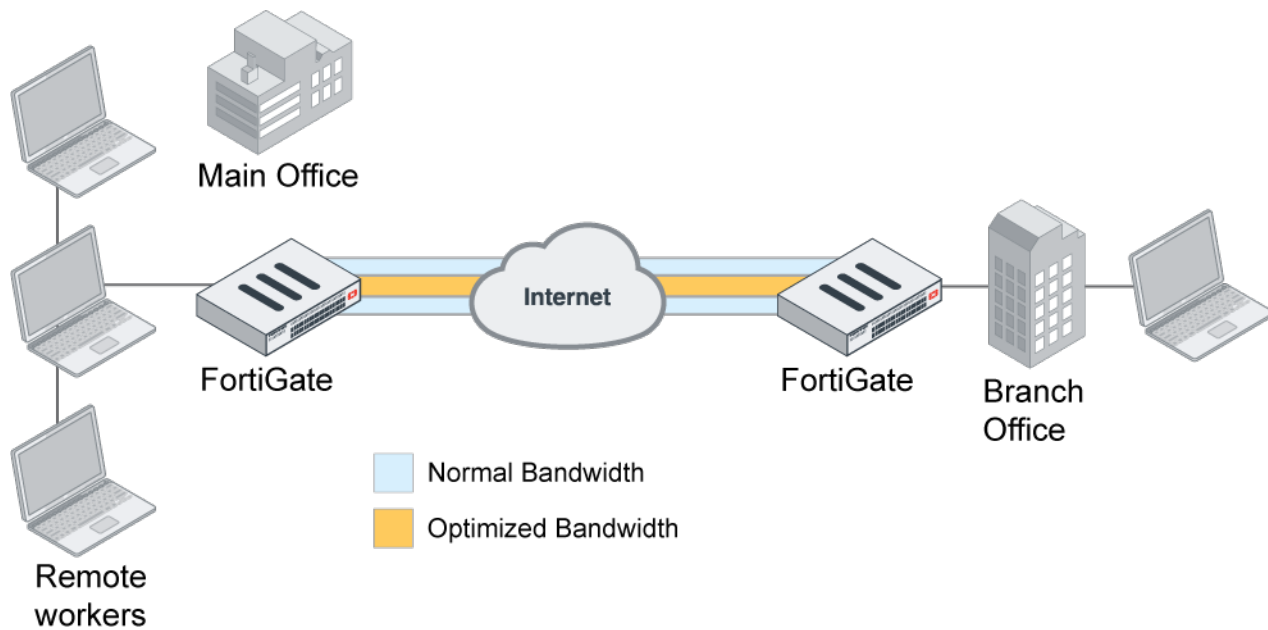 Main Office
Internet
FortiGate
FortiGate
Branch
Office
Normal Bandwidth
Optimized Bandwidth
Remote
workers